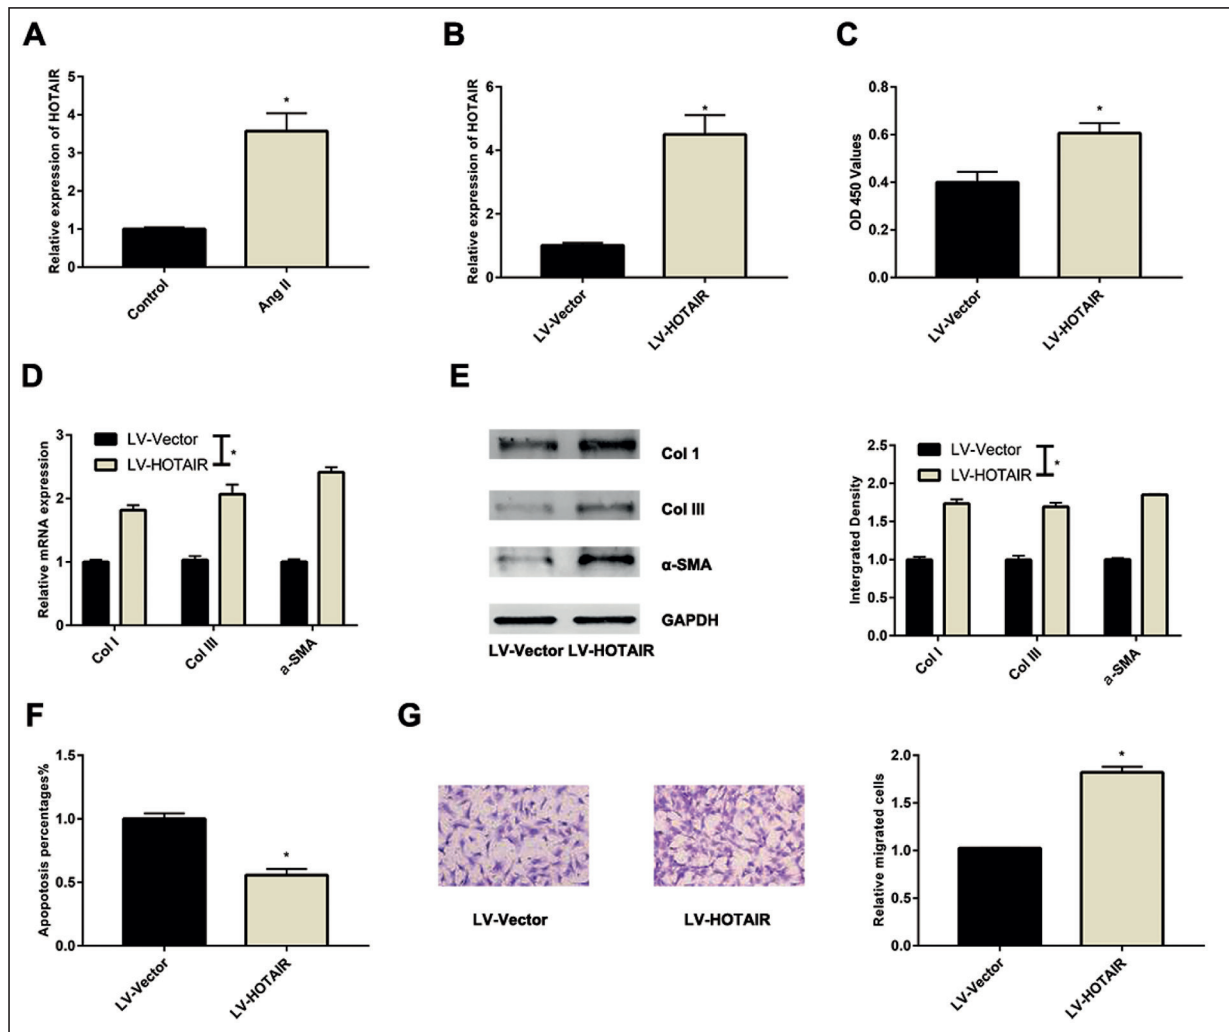 A
Relative expression of HOTAIR
5
4
3
2
1
0
*
Control
Ang II
B
Relative expression of HOTAIR
6
4
2
0
*
LV-Vector
LV-HOTAIR
C
OD 450 Values
0.8
0.6
0.4
0.2
0.0
*
LV-Vector
LV-HOTAIR
D
Relative mRNA expression
3
2
1
0
LV-Vector
LV-HOTAIR
*
Col I
Col III
a-SMA
E
Col 1
Col III
α-SMA
GAPDH
LV-Vector LV-HOTAIR
Intergrated Density
2.5
2.0
1.5
1.0
0.5
0.0
LV-Vector
LV-HOTAIR
*
Col I
Col III
a-SMA
F
Apopotosis percentages%
1.5
1.0
0.5
0.0
*
LV-Vector
LV-HOTAIR
G
LV-Vector
LV-HOTAIR
Relative migrated cells
2.0
1.5
1.0
0.5
0.0
*
LV-Vector
LV-HOTAIR